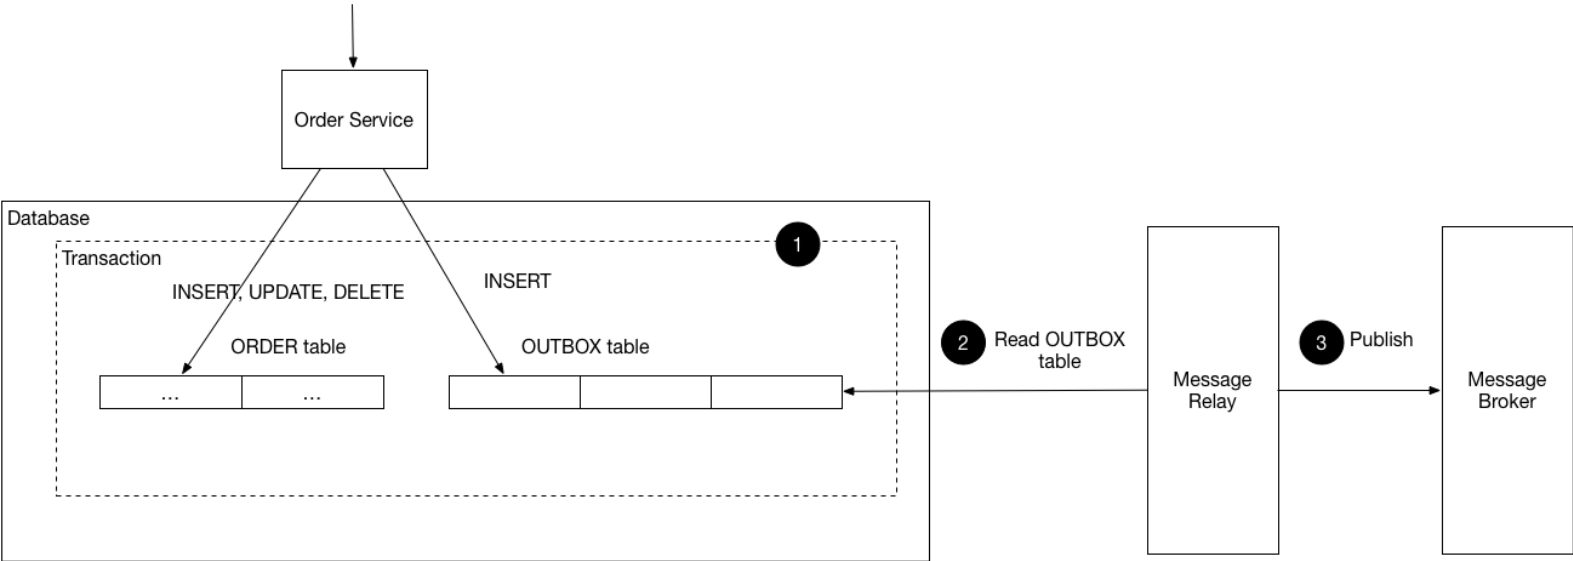 Order Service
Database
Transaction
1
INSERT, UPDATE, DELETE
INSERT
ORDER table
OUTBOX table
...
...
2
Read OUTBOX
table
Message
Relay
3
Publish
Message
Broker